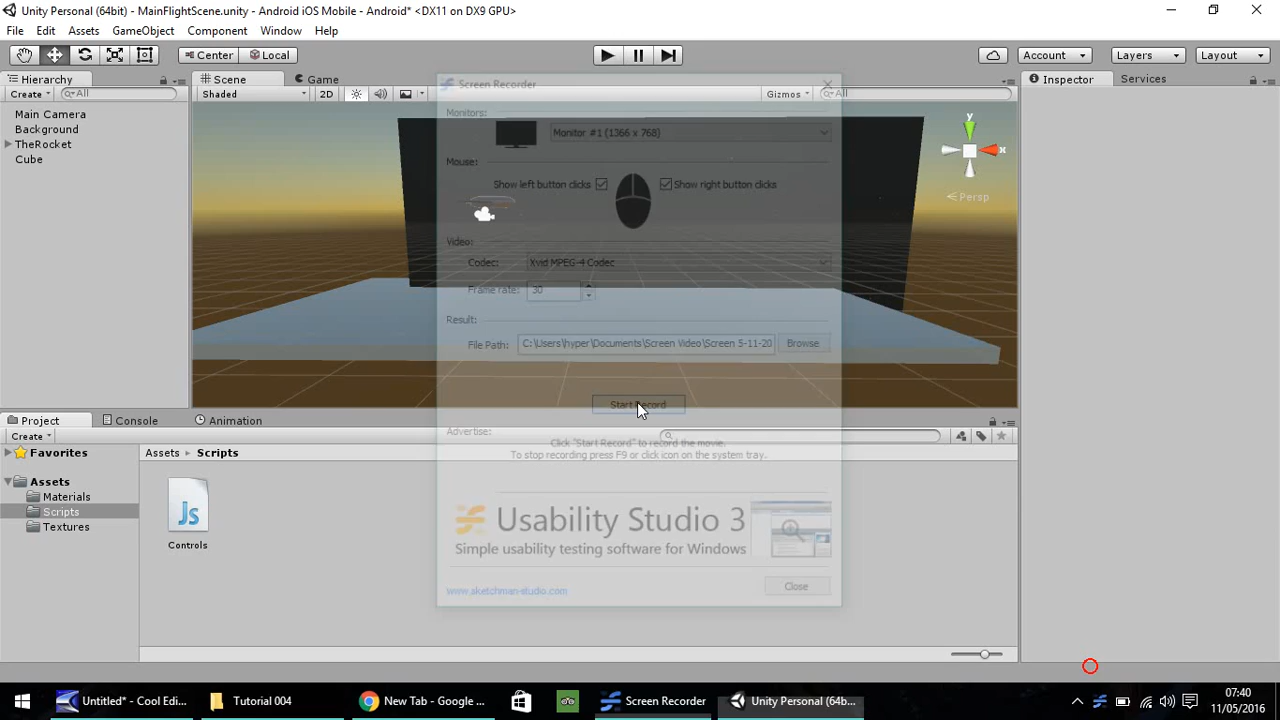 Unity Personal (64bit) - MainFlightScene.unity - Android iOS Mobile - Android* <DX11 on DX9 GPU>
File Edit Assets GameObject Component Window Help
Center Local Account Layers Layout
Hierarchy Scene Game Inspector Services
Create All Shaded 2D Gizmos All
Main Camera
Background
TheRocket
Cube
y
x
Persp
Screen Recorder
Monitors:
Monitor #1 (1366 x 768)
Mouse:
Show left button clicks Show right button clicks
Video:
Codec: Xvid MPEG-4 Codec
Frame rate: 30
Result:
File Path: C:\Users\hyper\Documents\Screen Video\Screen 5-11-20 Browse
Start Record
Advertise:
Click "Start Record" to record the movie.
To stop recording press F9 or click icon on the system tray.
Usability Studio 3
Simple usability testing software for Windows
www.sketchman-studio.com
Close
Project Console Animation
Create
Favorites
Assets
Materials
Scripts
Textures
Assets Scripts
Js
Controls
Untitled* - Cool Edi...
Tutorial 004
New Tab - Google ...
Screen Recorder
Unity Personal (64b...
07:40
11/05/2016